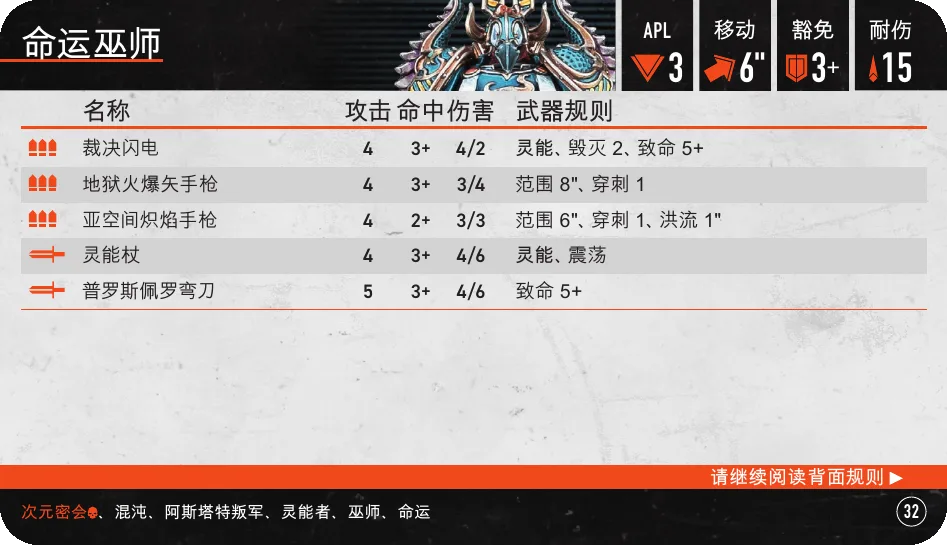 命运巫师
APL 移动 豁免 耐伤
3 6" 3+ 15
名称 攻击 命中 伤害 武器规则
裁决闪电 4 3+ 4/2 灵能、毁灭 2、致命 5+
地狱火爆矢手枪 4 3+ 3/4 范围 8"、穿刺 1
亚空间炽焰手枪 4 2+ 3/3 范围 6"、穿刺 1、洪流 1"
灵能杖 4 3+ 4/6 灵能、震荡
普罗斯佩罗弯刀 5 3+ 4/6 致命 5+
请继续阅读背面规则 ▶
次元密会、混沌、阿斯塔特叛军、灵能者、巫师、命运
32